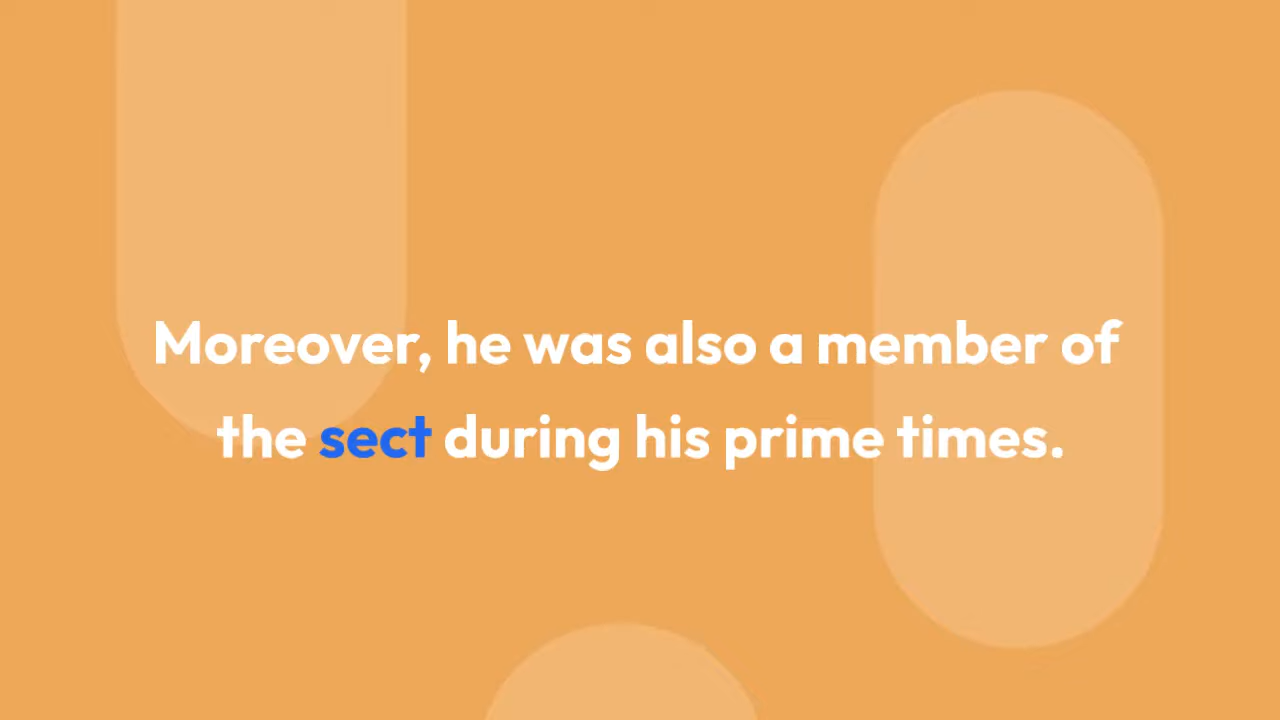 Moreover, he was also a member of
the sect during his prime times.